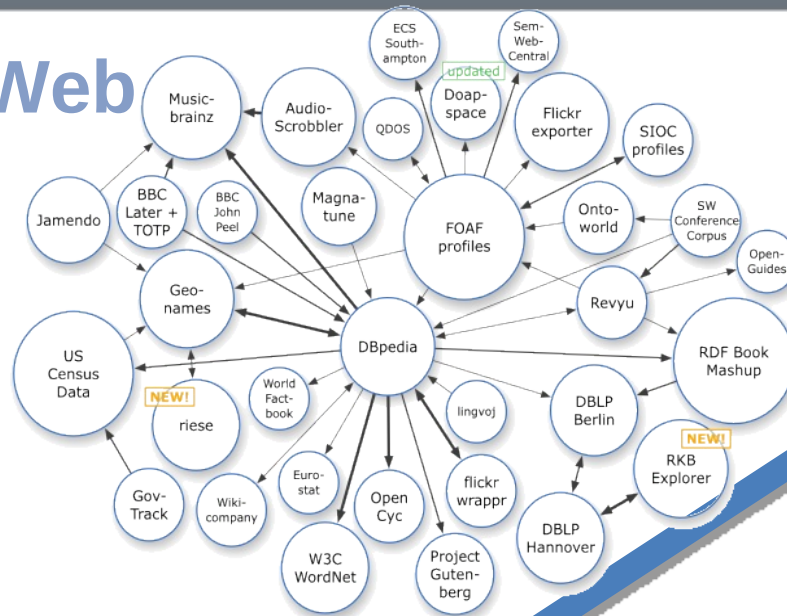 Web
ECS
South-
ampton
Sem-
Web-
Central
updated
Doap-
space
Music-
brainz
Audio-
Scrobbler
QDOS
Flickr
exporter
SIOC
profiles
Jamendo
BBC
Later +
TOTP
BBC
John
Peel
Magna-
tune
FOAF
profiles
Onto-
world
SW
Conference
Corpus
Open-
Guides
Geo-
names
Revyu
DBpedia
US
Census
Data
RDF Book
Mashup
NEW!
riese
World
Fact-
book
lingvoj
DBLP
Berlin
NEW!
RKB
Explorer
Gov-
Track
Wiki-
company
Euro-
stat
Open
Cyc
flickr
wrappr
DBLP
Hannover
W3C
WordNet
Project
Guten-
berg